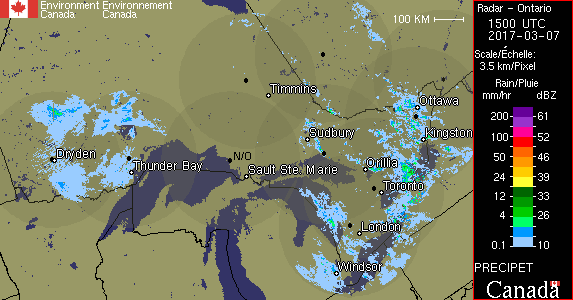 Environment Environnement
Canada Canada
100 KM
Timmins
Ottawa
Sudbury
Kingston
Dryden
Thunder Bay
N/O
Sault Ste. Marie
Orillia
Toronto
London
Windsor
Radar - Ontario
1500 UTC
2017-03-07
Scale/Échelle:
3.5 km/Pixel
Rain/Pluie
mm/hr dBZ
200 61
100 52
50 46
24 39
12 33
4 26
0.1 10
PRECIPET
Canada